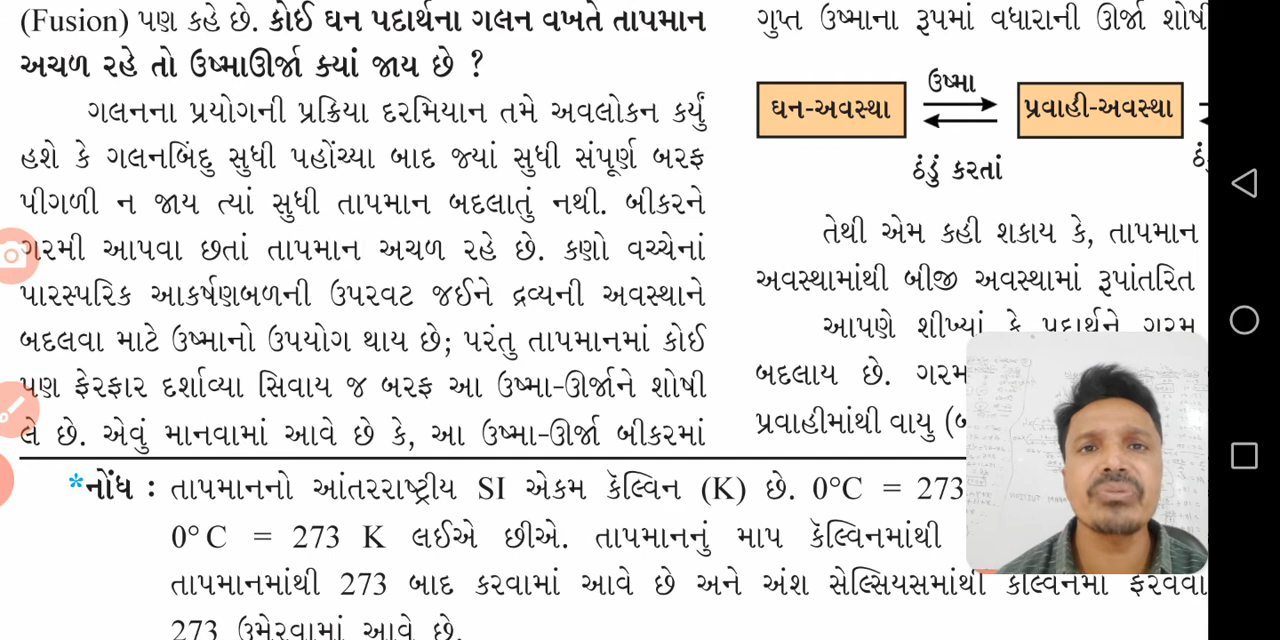 (Fusion) પણ કહે છે. કોઈ ઘન પદાર્થના ગલન વખતે તાપમાન
અચળ રહે તો ઉષ્માઊર્જા ક્યાં જાય છે ?
ગલનના પ્રયોગની પ્રક્રિયા દરમિયાન તમે અવલોકન કર્યું
હશે કે ગલનબિંદુ સુધી પહોંચ્યા બાદ જ્યાં સુધી સંપૂર્ણ બરફ
પીગળી ન જાય ત્યાં સુધી તાપમાન બદલાતું નથી. બીકરને
ગરમી આપવા છતાં તાપમાન અચળ રહે છે. કણો વચ્ચેનાં
પારસ્પરિક આકર્ષણબળની ઉપરવટ જઈને દ્રવ્યની અવસ્થાને
બદલવા માટે ઉષ્માનો ઉપયોગ થાય છે; પરંતુ તાપમાનમાં કોઈ
પણ ફેરફાર દર્શાવ્યા સિવાય જ બરફ આ ઉષ્મા-ઊર્જાને શોષી
લે છે. એવું માનવામાં આવે છે કે, આ ઉષ્મા-ઊર્જા બીકરમાં
ગુપ્ત ઉષ્માના રૂપમાં વધારાની ઊર્જા શોષી
ઘન-અવસ્થા
ઉષ્મા
ઠંડું કરતાં
પ્રવાહી-અવસ્થા
તેથી એમ કહી શકાય કે, તાપમાન
અવસ્થામાંથી બીજી અવસ્થામાં રૂપાંતરિત
આપણે શીખ્યાં કે પદાર્થને ગરમ
બદલાય છે. ગરમ
પ્રવાહીમાંથી વાયુ
*નોંધ : તાપમાનનો આંતરરાષ્ટ્રીય SI એકમ કૅલ્વિન (K) છે. 0°C = 273
0° C = 273 K લઈએ છીએ. તાપમાનનું માપ કૅલ્વિનમાંથી
તાપમાનમાંથી 273 બાદ કરવામાં આવે છે અને અંશ સેલ્સિયસમાંથી કૅલ્વિનમાં ફેરવવા
273 ઉમેરવામાં આવે છે.